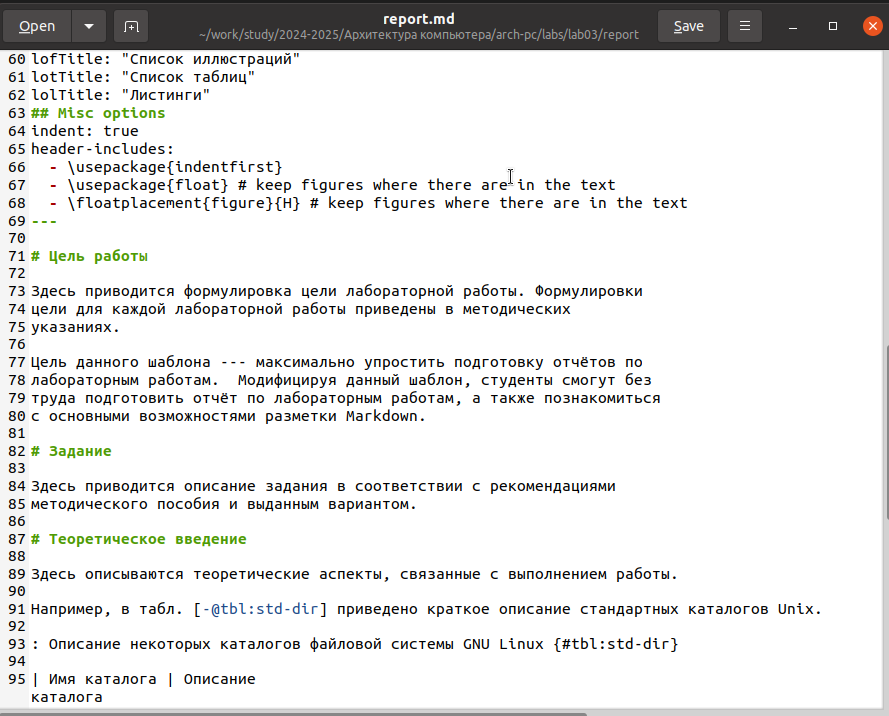 Open
report.md
~/work/study/2024-2025/Архитектура компьютера/arch-pc/labs/lab03/report
Save
60 lofTitle: "Список иллюстраций"
61 lotTitle: "Список таблиц"
62 lolTitle: "Листинги"
63 ## Misc options
64 indent: true
65 header-includes:
66   - \usepackage{indentfirst}
67   - \usepackage{float} # keep figures where there are in the text
68   - \floatplacement{figure}{H} # keep figures where there are in the text
69 ---
70
71 # Цель работы
72
73 Здесь приводится формулировка цели лабораторной работы. Формулировки
74 цели для каждой лабораторной работы приведены в методических
75 указаниях.
76
77 Цель данного шаблона --- максимально упростить подготовку отчётов по
78 лабораторным работам.  Модифицируя данный шаблон, студенты смогут без
79 труда подготовить отчёт по лабораторным работам, а также познакомиться
80 с основными возможностями разметки Markdown.
81
82 # Задание
83
84 Здесь приводится описание задания в соответствии с рекомендациями
85 методического пособия и выданным вариантом.
86
87 # Теоретическое введение
88
89 Здесь описываются теоретические аспекты, связанные с выполнением работы.
90
91 Например, в табл. [-@tbl:std-dir] приведено краткое описание стандартных каталогов Unix.
92
93 : Описание некоторых каталогов файловой системы GNU Linux {#tbl:std-dir}
94
95 | Имя каталога | Описание
каталога